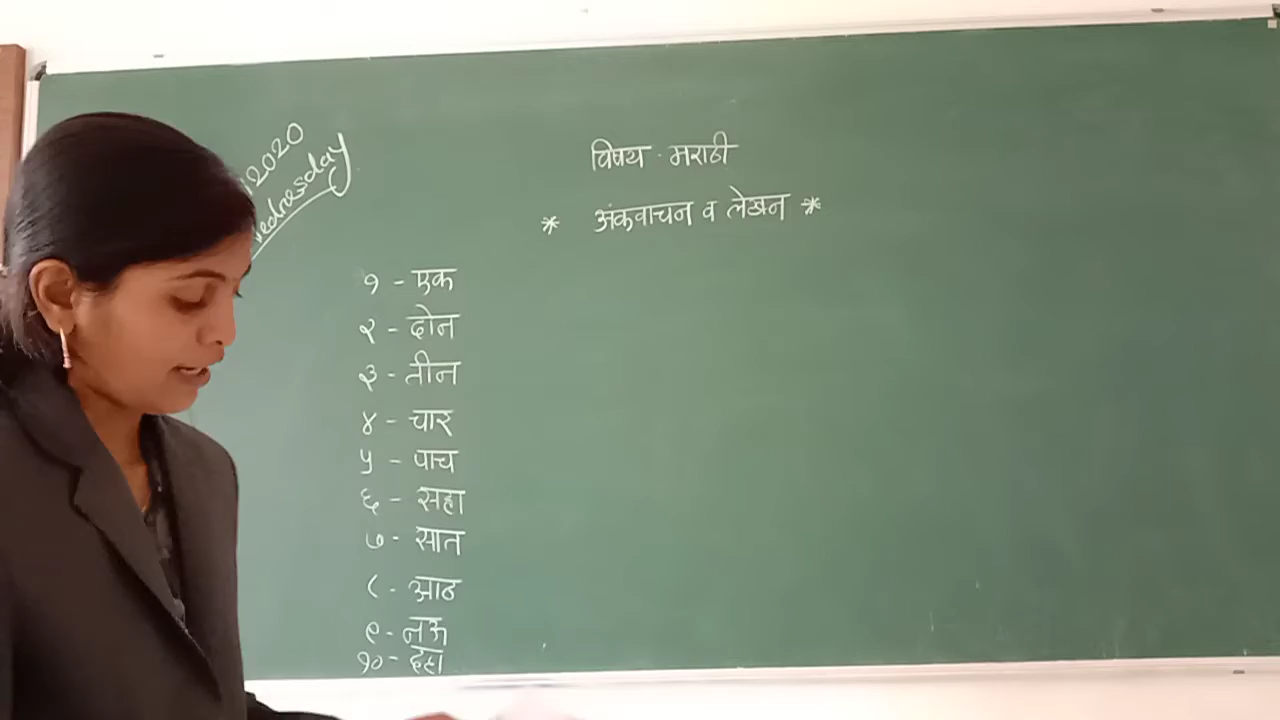 2020
Wednesday
विषय - मराठी
* अंकवाचन व लेखन *
१ - एक
२ - दोन
३ - तीन
४ - चार
५ - पाच
६ - सहा
७ - सात
८ - आठ
९ - नऊ
१० - दहा